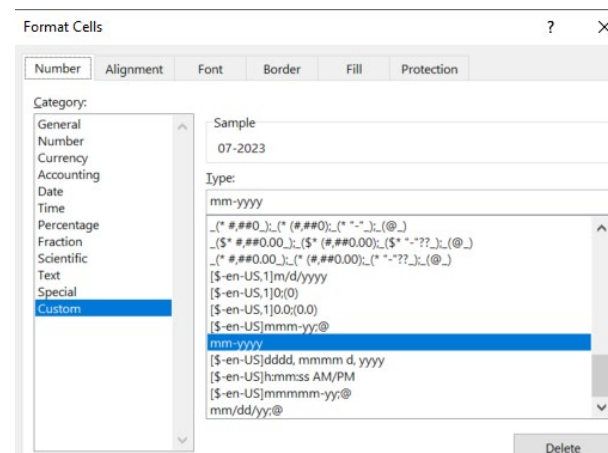 Format Cells ? ×
Number Alignment Font Border Fill Protection
Category:
General
Number
Currency
Accounting
Date
Time
Percentage
Fraction
Scientific
Text
Special
Custom
Sample
07-2023
Type:
mm-yyyy
_(* #,##0_);_(* (#,##0);_(* "-"_);_(@_)
_($* #,##0.00_);_($* (#,##0.00);_($* "-"??_);_(@_)
_(* #,##0.00_);_(* (#,##0.00);_(* "-"??_);_(@_)
[$-en-US,1]m/d/yyyy
[$-en-US,1]0;(0)
[$-en-US,1]0.0;(0.0)
[$-en-US]mmm-yy;@
mm-yyyy
[$-en-US]dddd, mmmm d, yyyy
[$-en-US]h:mm:ss AM/PM
[$-en-US]mmmmm-yy;@
mm/dd/yy;@
Delete